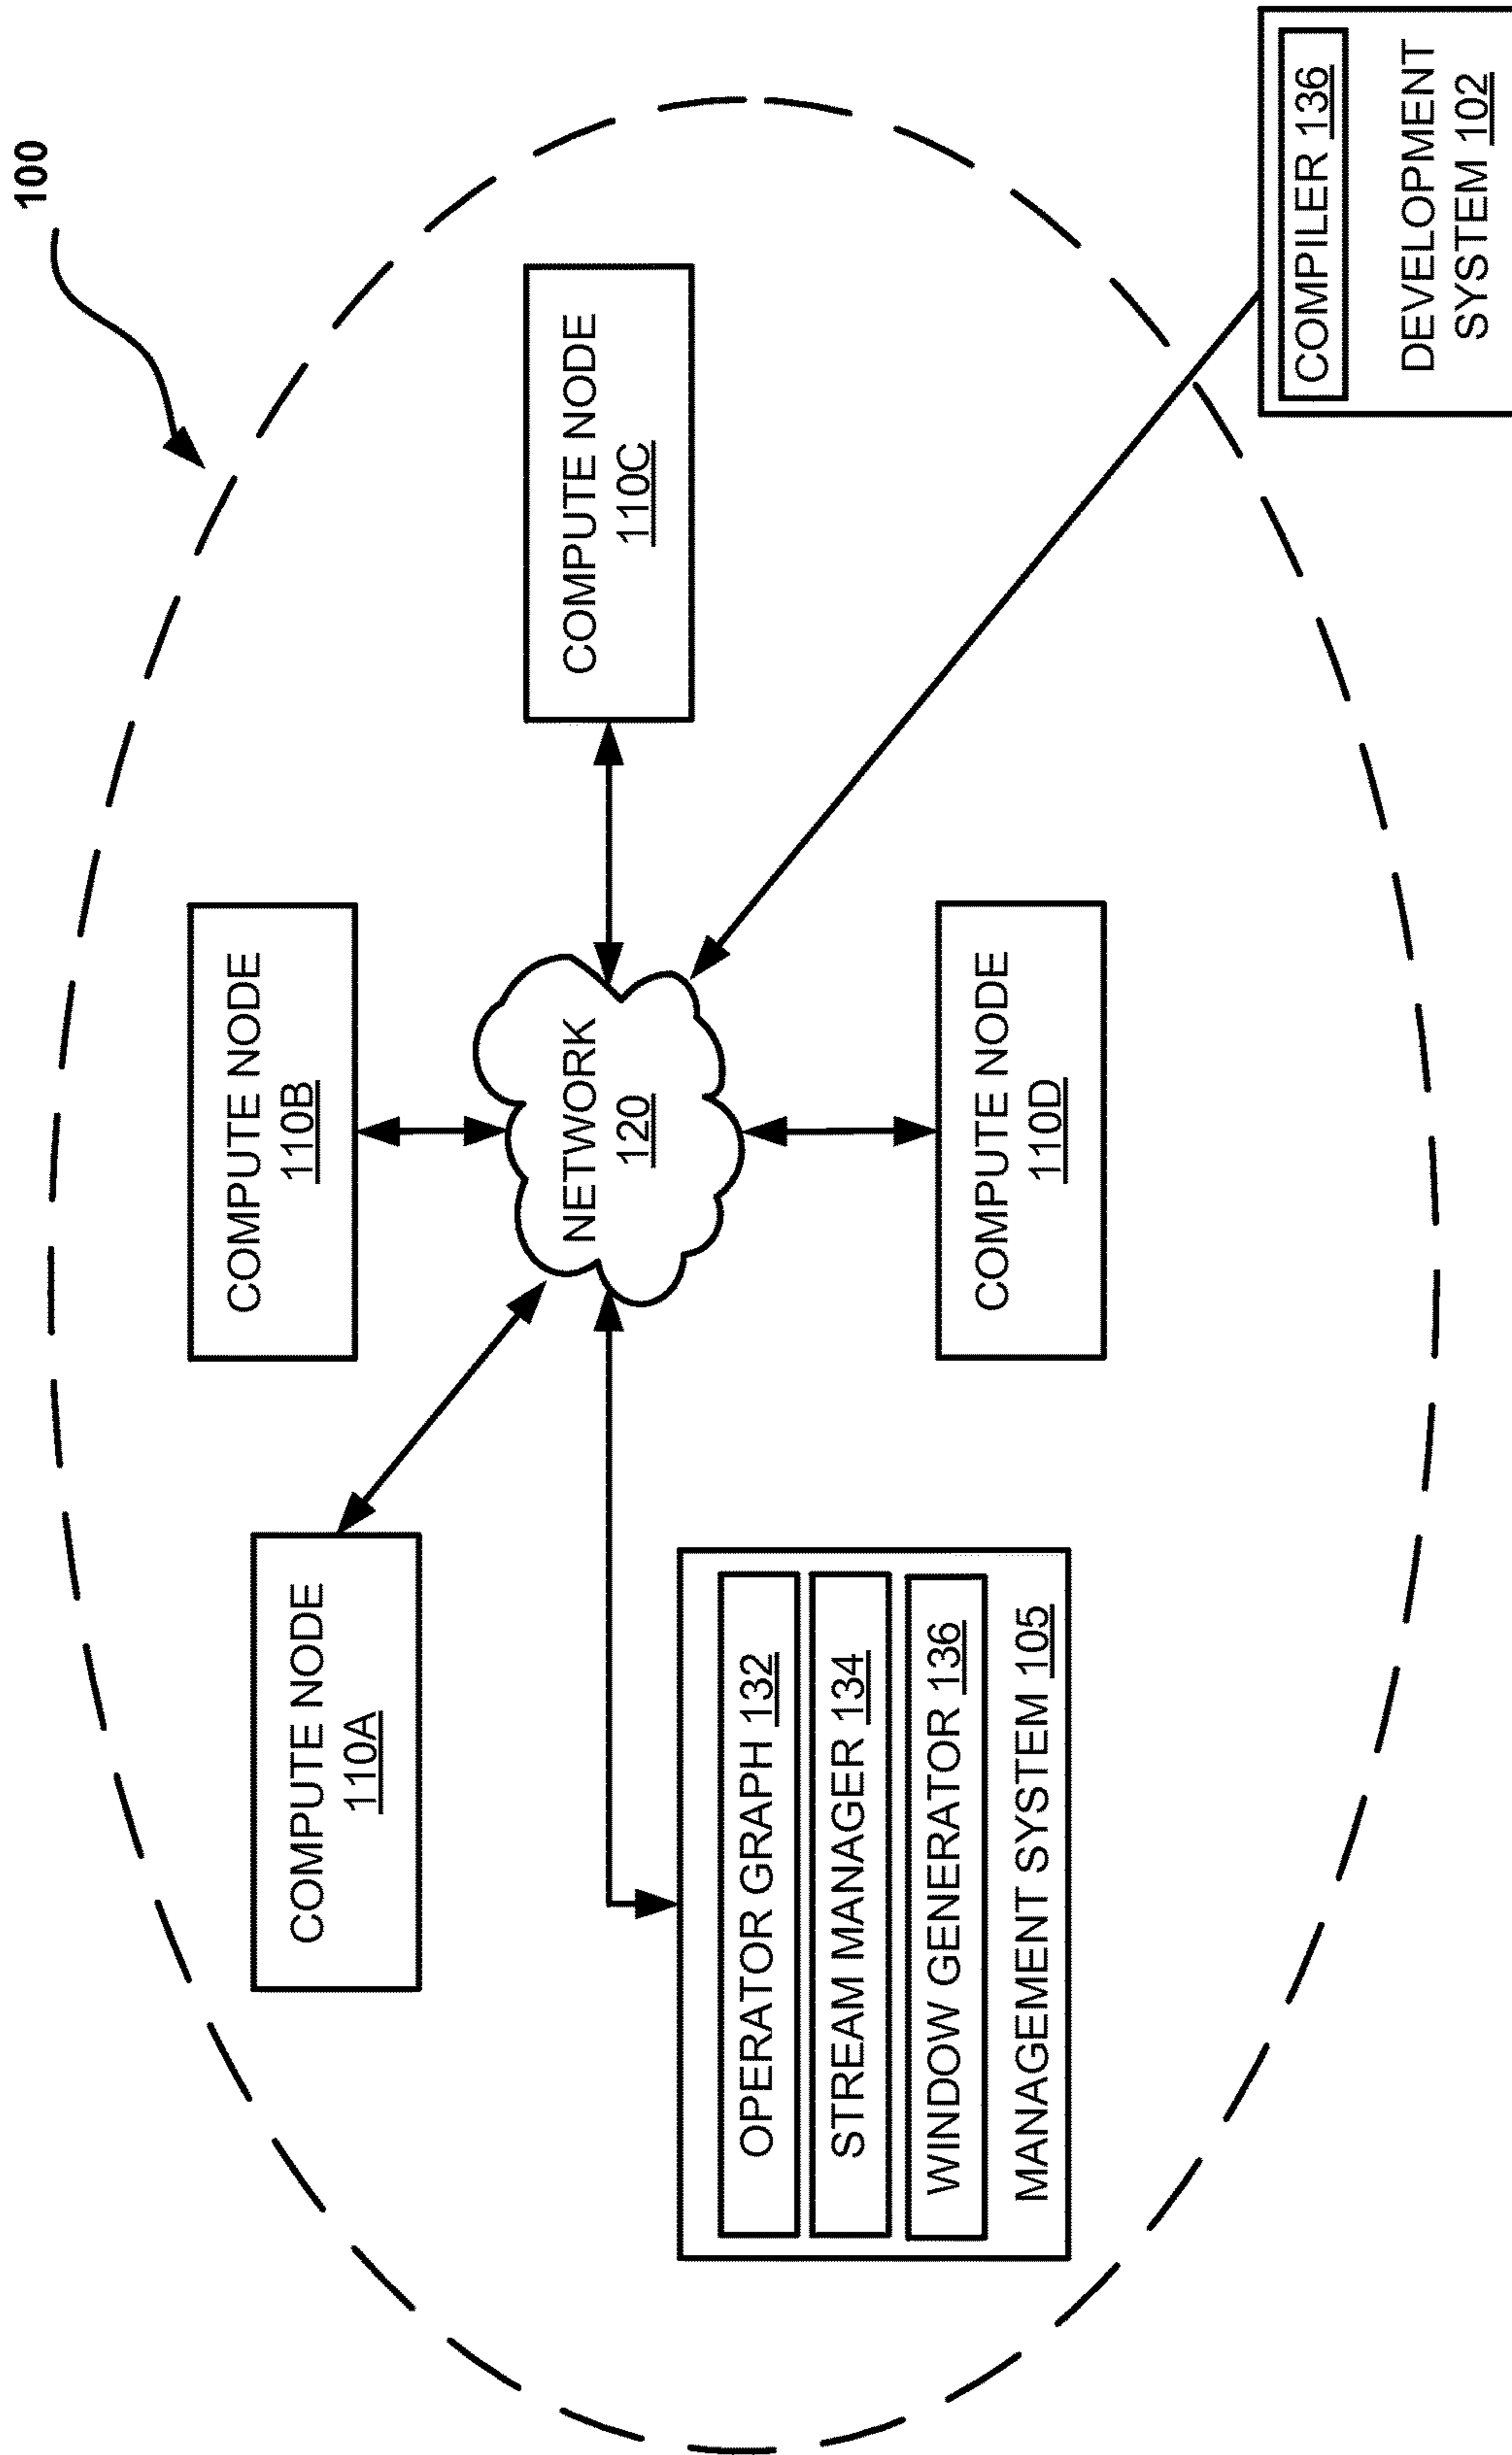 100
COMPUTE NODE
110A
COMPUTE NODE
110B
COMPUTE NODE
110C
NETWORK
120
COMPUTE NODE
110D
OPERATOR GRAPH 132
STREAM MANAGER 134
WINDOW GENERATOR 136
MANAGEMENT SYSTEM 105
COMPILER 136
DEVELOPMENT
SYSTEM 102